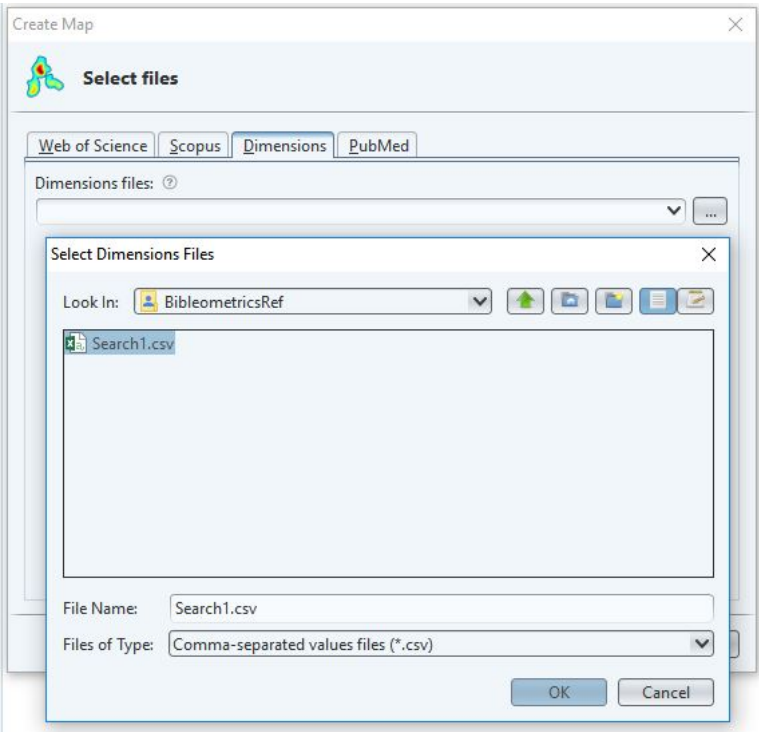 Create Map
Select files
Web of Science Scopus Dimensions PubMed
Dimensions files:
...
Select Dimensions Files
Look In: BibleometricsRef
Search1.csv
File Name: Search1.csv
Files of Type: Comma-separated values files (*.csv)
OK Cancel